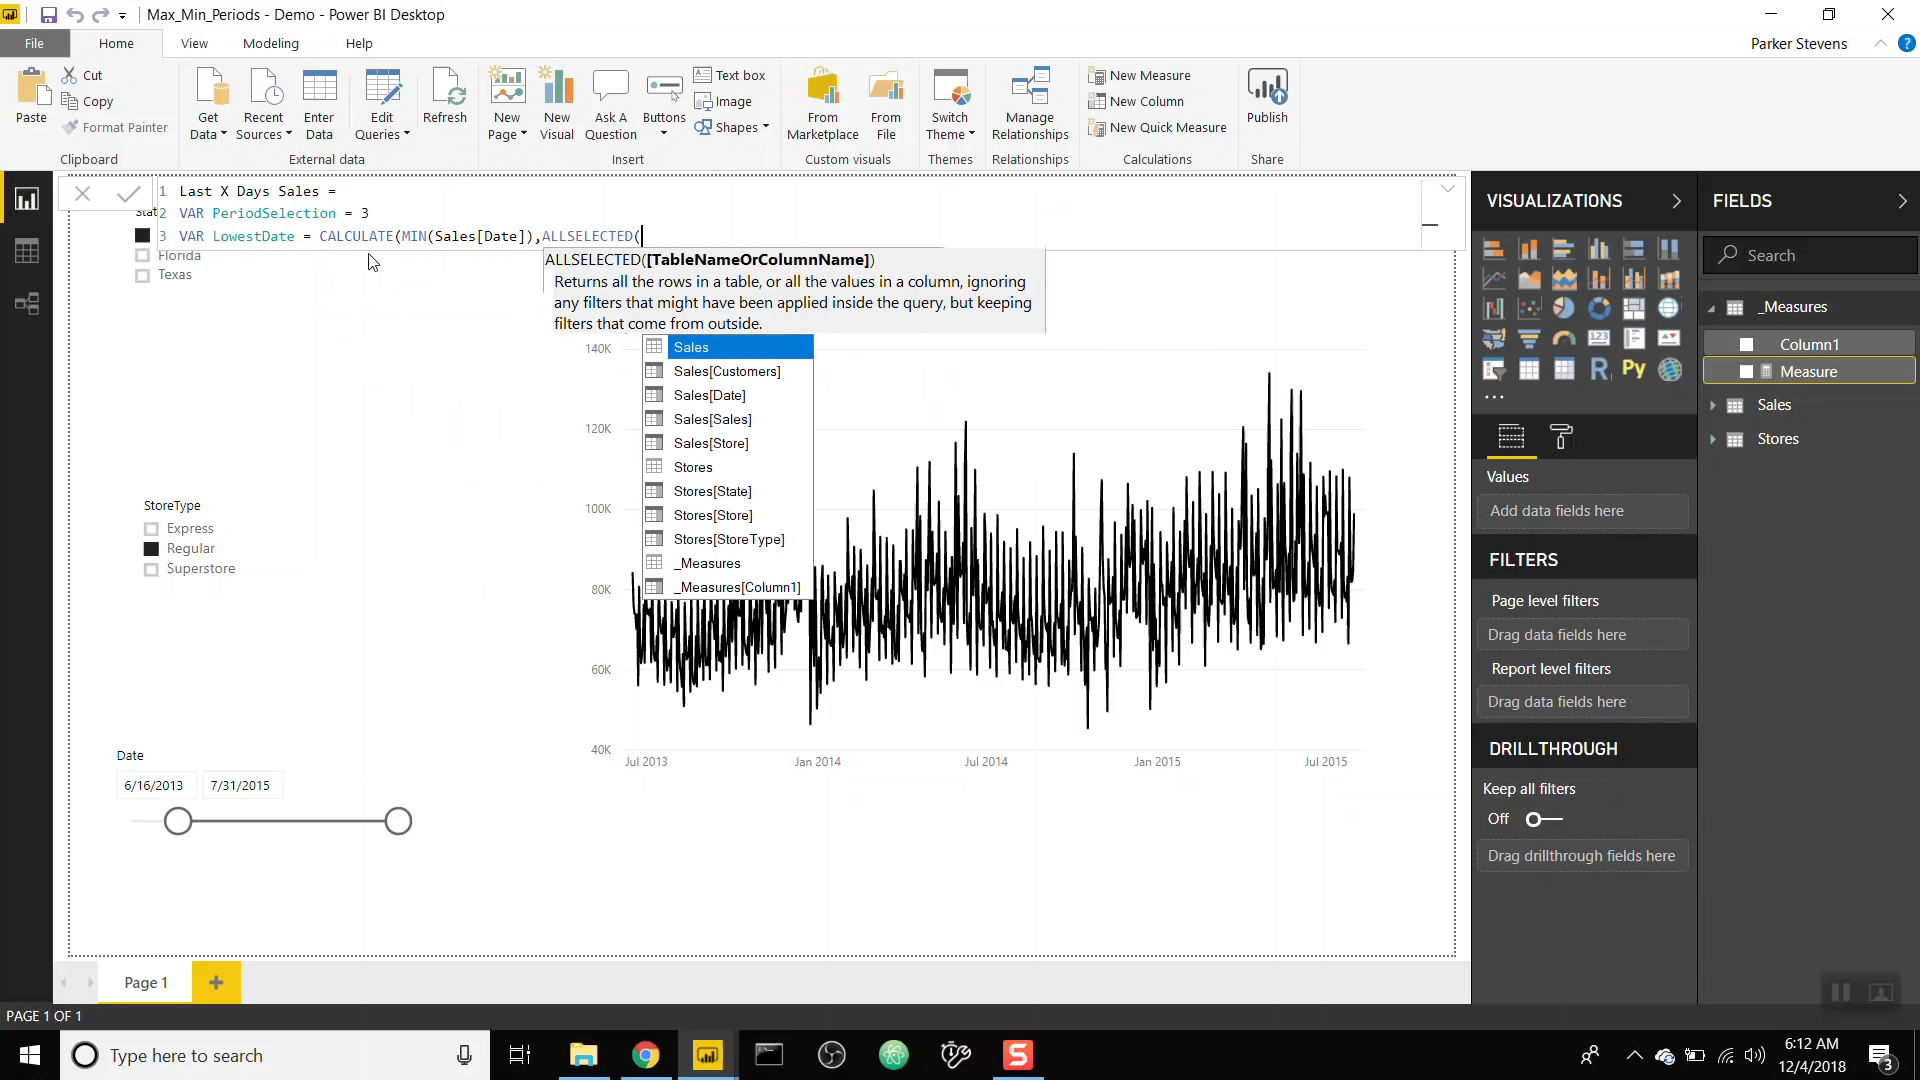 Max_Min_Periods - Demo - Power BI Desktop
File
Home
View
Modeling
Help
Parker Stevens
?
Paste
Cut
Copy
Format Painter
Clipboard
Get
Data
Recent
Sources
Enter
Data
Edit
Queries
Refresh
External data
New
Page
New
Visual
Ask A
Question
Buttons
Text box
Image
Shapes
Insert
From
Marketplace
From
File
Custom visuals
Switch
Theme
Themes
Manage
Relationships
Relationships
New Measure
New Column
New Quick Measure
Calculations
Publish
Share
1 Last X Days Sales =
2 VAR PeriodSelection = 3
3 VAR LowestDate = CALCULATE(MIN(Sales[Date]),ALLSELECTED(
Stat
Florida
Texas
ALLSELECTED([TableNameOrColumnName])
Returns all the rows in a table, or all the values in a column, ignoring
any filters that might have been applied inside the query, but keeping
filters that come from outside.
Sales
Sales[Customers]
Sales[Date]
Sales[Sales]
Sales[Store]
Stores
Stores[State]
Stores[Store]
Stores[StoreType]
_Measures
_Measures[Column1]
140K
120K
100K
80K
60K
40K
Jul 2013
Jan 2014
Jul 2014
Jan 2015
Jul 2015
StoreType
Express
Regular
Superstore
Date
6/16/2013
7/31/2015
VISUALIZATIONS
123
R
Py
...
Values
Add data fields here
FILTERS
Page level filters
Drag data fields here
Report level filters
Drag data fields here
DRILLTHROUGH
Keep all filters
Off
Drag drillthrough fields here
FIELDS
Search
_Measures
Column1
Measure
Sales
Stores
Page 1
+
PAGE 1 OF 1
Type here to search
S
6:12 AM
12/4/2018
3